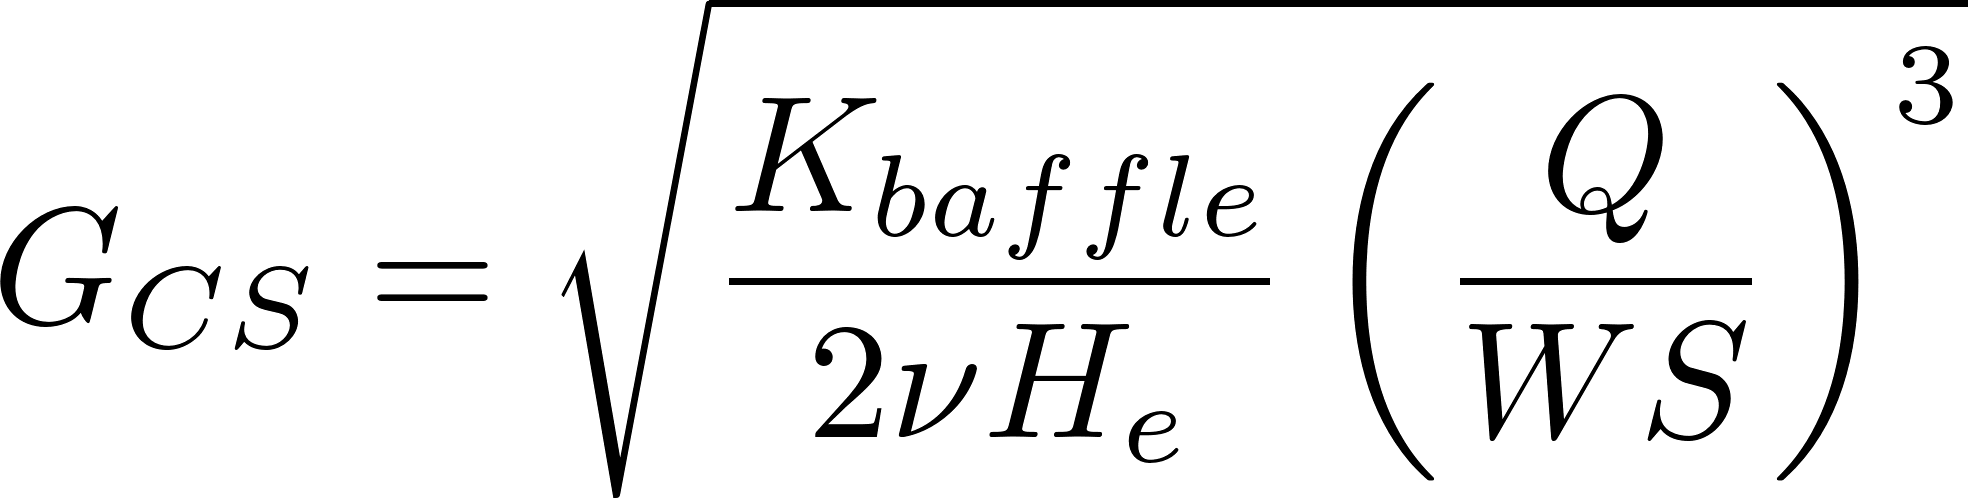 G_{CS} = \sqrt{\frac{K_{baffle}}{2\nu H_e} \left(\frac{Q}{WS}\right)^3}